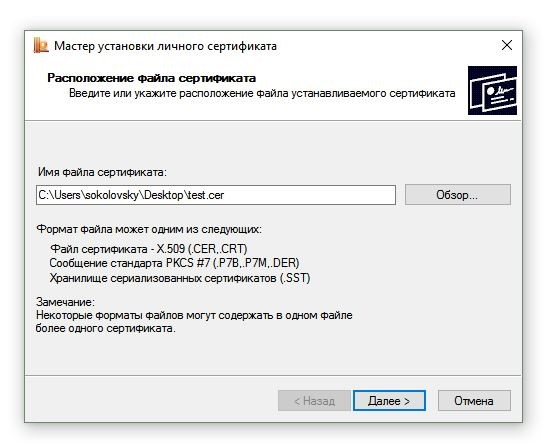 Мастер установки личного сертификата
Расположение файла сертификата
Введите или укажите расположение файла устанавливаемого сертификата
Имя файла сертификата:
C:\Users\sokolovsky\Desktop\test.cer
Обзор...
Формат файла может одним из следующих:
Файл сертификата - X.509 (.CER,.CRT)
Сообщение стандарта PKCS #7 (.P7B,.P7M,.DER)
Хранилище сериализованных сертификатов (.SST)
Замечание:
Некоторые форматы файлов могут содержать в одном файле
более одного сертификата.
< Назад
Далее >
Отмена